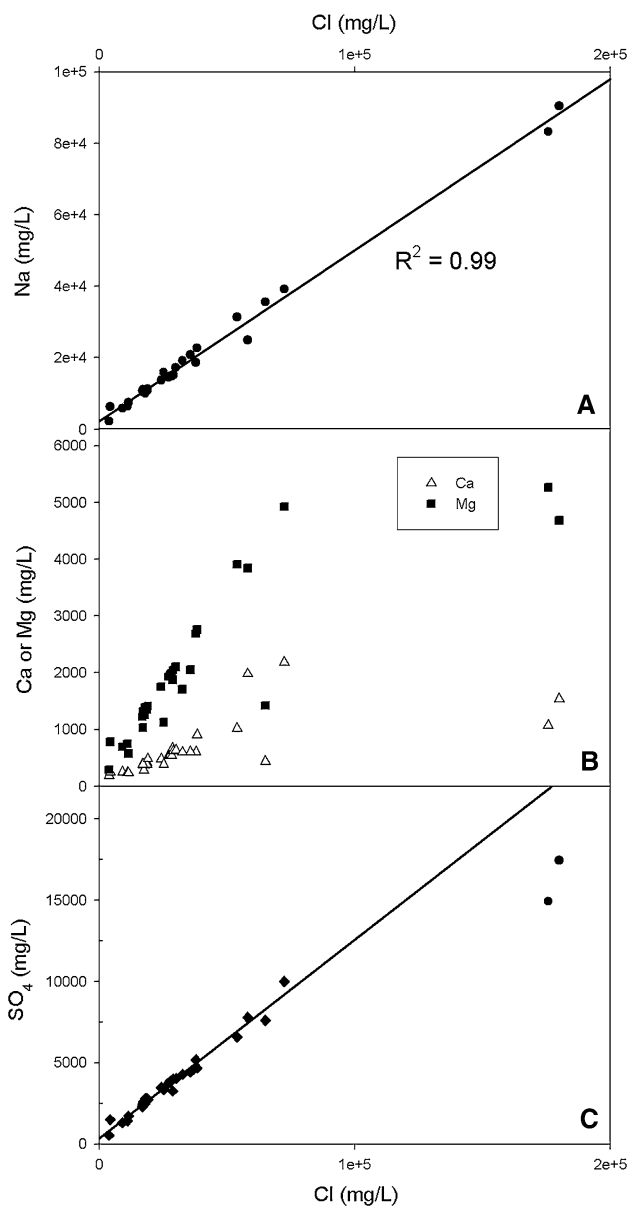 Cl (mg/L)
0 1e+5 2e+5
1e+5
8e+4
6e+4
4e+4
2e+4
0
Na (mg/L)
R² = 0.99
A
6000
5000
4000
3000
2000
1000
0
Ca or Mg (mg/L)
Ca
Mg
B
20000
15000
10000
5000
0
SO₄ (mg/L)
C
0 1e+5 2e+5
Cl (mg/L)